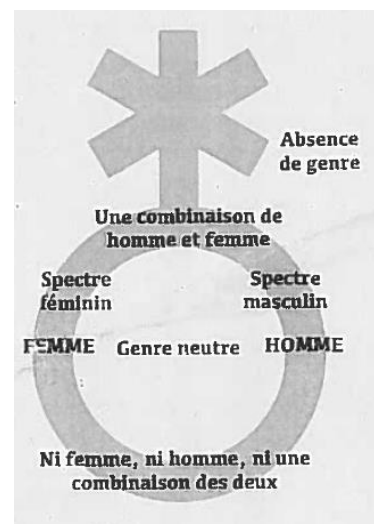 Absence
de genre
Une combinaison de
homme et femme
Spectre
féminin
Spectre
masculin
FEMME
Genre neutre
HOMME
Ni femme, ni homme, ni une
combinaison des deux